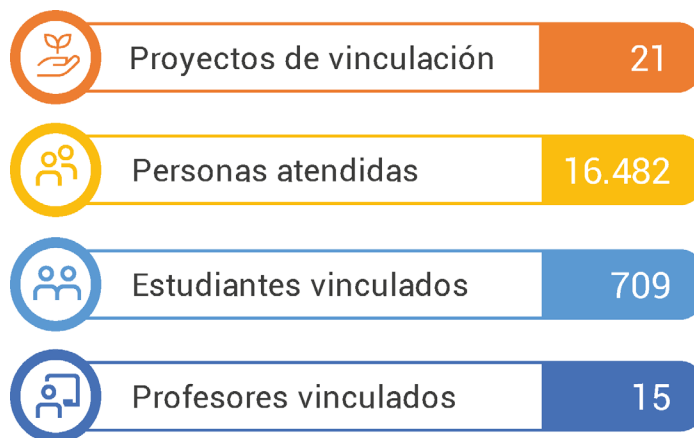 Proyectos de vinculación 21
Personas atendidas 16.482
Estudiantes vinculados 709
Profesores vinculados 15